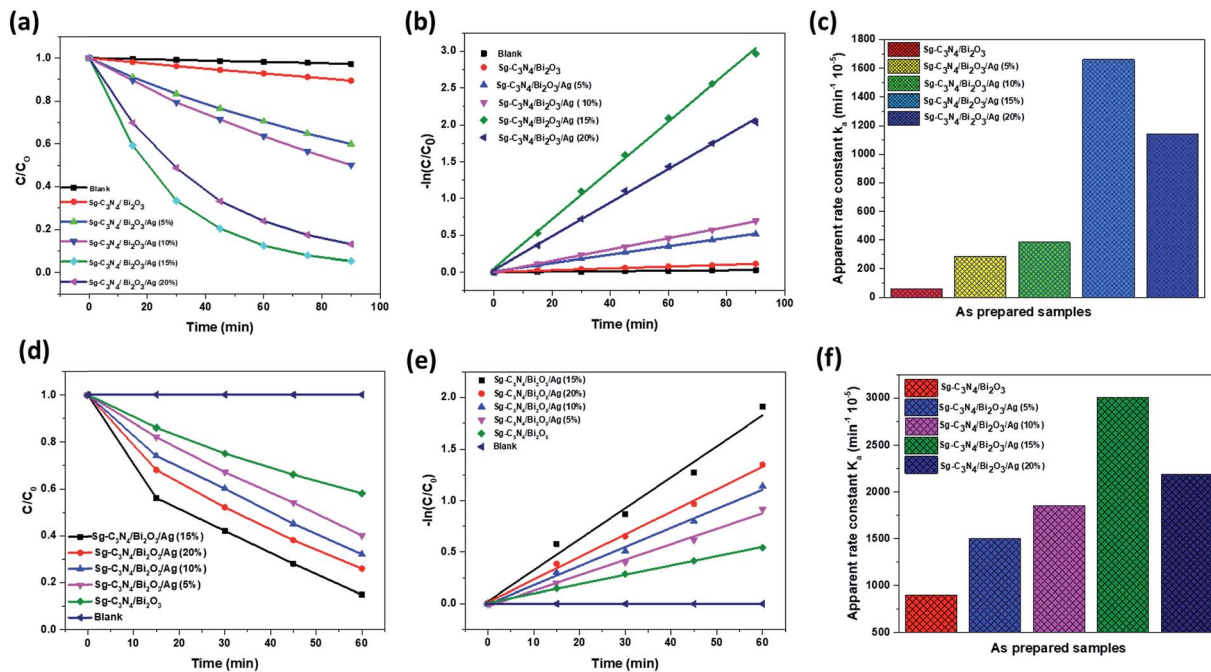 (a)
1.0
0.8
0.6
0.4
0.2
0.0
C/C₀
Blank
Sg-C₃N₄/ Bi₂O₃
Sg-C₃N₄/ Bi₂O₃/Ag (5%)
Sg-C₃N₄/ Bi₂O₃/Ag (10%)
Sg-C₃N₄/ Bi₂O₃/Ag (15%)
Sg-C₃N₄/ Bi₂O₃/Ag (20%)
0 20 40 60 80 100
Time (min)
(b)
3.0
2.5
2.0
1.5
1.0
0.5
0.0
-ln(C/C₀)
Blank
Sg-C₃N₄/Bi₂O₃
Sg-C₃N₄/Bi₂O₃/Ag (5%)
Sg-C₃N₄/Bi₂O₃/Ag ( 10%)
Sg-C₃N₄/Bi₂O₃/Ag (15%)
Sg-C₃N₄/Bi₂O₃/Ag (20%)
0 20 40 60 80 100
Time (min)
(c)
1800
1600
1400
1200
1000
800
600
400
200
0
Apparent rate constant kₐ (min⁻¹ 10⁻⁵)
Sg-C₃N₄/Bi₂O₃
Sg-C₃N₄/Bi₂O₃/Ag (5%)
Sg-C₃N₄/Bi₂O₃/Ag (10%)
Sg-C₃N₄/Bi₂O₃/Ag (15%)
Sg-C₃N₄/Bi₂O₃/Ag (20%)
As prepared samples
(d)
1.0
0.8
0.6
0.4
0.2
0.0
C/C₀
Sg-C₃N₄/Bi₂O₃/Ag (15%)
Sg-C₃N₄/Bi₂O₃/Ag (20%)
Sg-C₃N₄/Bi₂O₃/Ag (10%)
Sg-C₃N₄/Bi₂O₃/Ag (5%)
Sg-C₃N₄/Bi₂O₃
Blank
0 10 20 30 40 50 60
Time (min)
(e)
2.0
1.5
1.0
0.5
0.0
-ln(C/C₀)
Sg-C₃N₄/Bi₂O₃/Ag (15%)
Sg-C₃N₄/Bi₂O₃/Ag (20%)
Sg-C₃N₄/Bi₂O₃/Ag (10%)
Sg-C₃N₄/Bi₂O₃/Ag (5%)
Sg-C₃N₄/Bi₂O₃
Blank
0 10 20 30 40 50 60
Time (min)
(f)
3000
2500
2250
1750
1500
1000
500
Apparent rate constant Kₐ (min⁻¹ 10⁻⁵)
Sg-C₃N₄/Bi₂O₃
Sg-C₃N₄/Bi₂O₃/Ag (5%)
Sg-C₃N₄/Bi₂O₃/Ag (10%)
Sg-C₃N₄/Bi₂O₃/Ag (15%)
Sg-C₃N₄/Bi₂O₃/Ag (20%)
As prepared samples